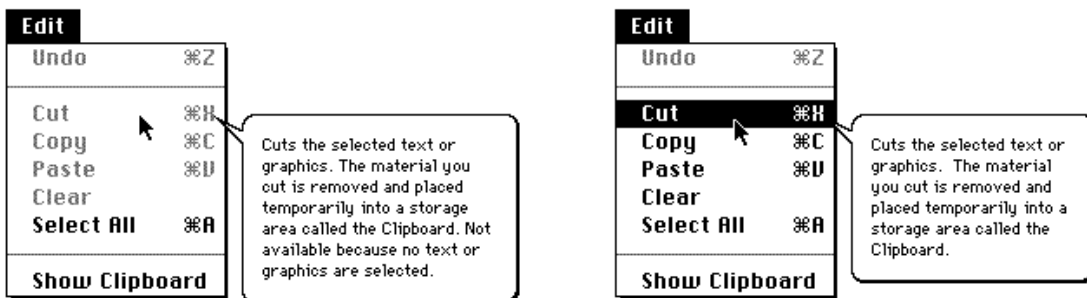 Edit
Undo ⌘Z
Cut ⌘X
Copy ⌘C
Paste ⌘V
Clear
Select All ⌘A
Show Clipboard
Cuts the selected text or
graphics. The material you
cut is removed and placed
temporarily into a storage
area called the Clipboard. Not
available because no text or
graphics are selected.
Edit
Undo ⌘Z
Cut ⌘X
Copy ⌘C
Paste ⌘V
Clear
Select All ⌘A
Show Clipboard
Cuts the selected text or
graphics. The material
you cut is removed and
placed temporarily into a
storage area called the
Clipboard.